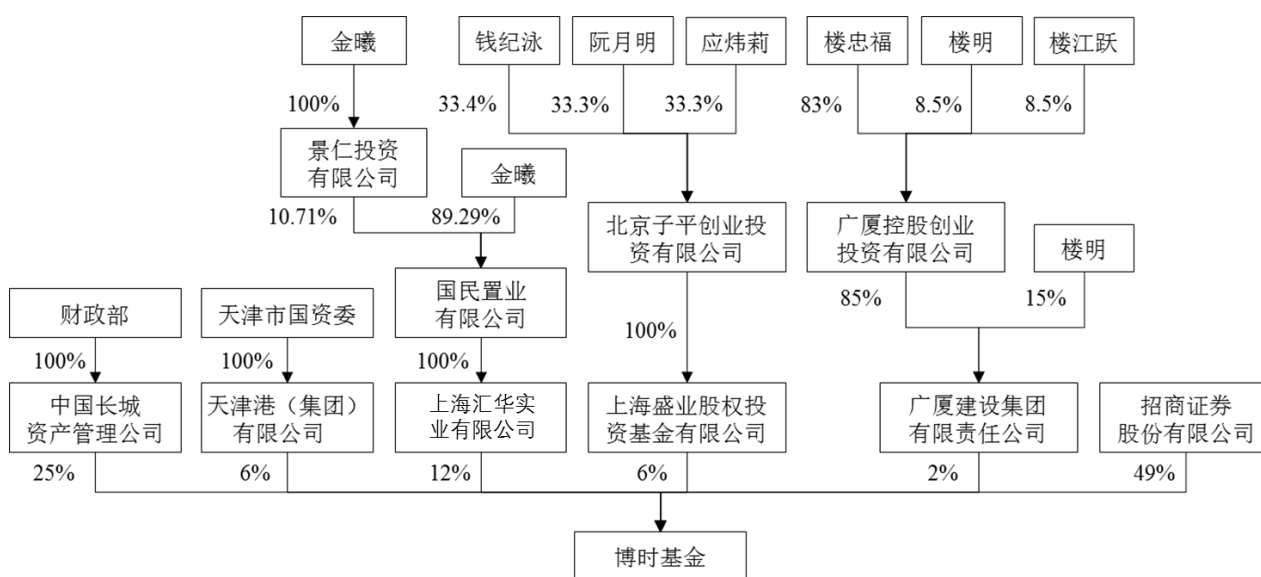 金曦
钱纪泳
阮月明
应炜莉
楼忠福
楼明
楼江跃
100%
33.4%
33.3%
33.3%
83%
8.5%
8.5%
景仁投资
有限公司
金曦
10.71%
89.29%
北京子平创业投
资有限公司
广厦控股创业
投资有限公司
楼明
国民置业
有限公司
85%
15%
财政部
天津市国资委
100%
100%
100%
100%
中国长城
资产管理公司
天津港（集团）
有限公司
上海汇华实
业有限公司
上海盛业股权投
资基金有限公司
广厦建设集团
有限责任公司
招商证券
股份有限公司
25%
6%
12%
6%
2%
49%
博时基金